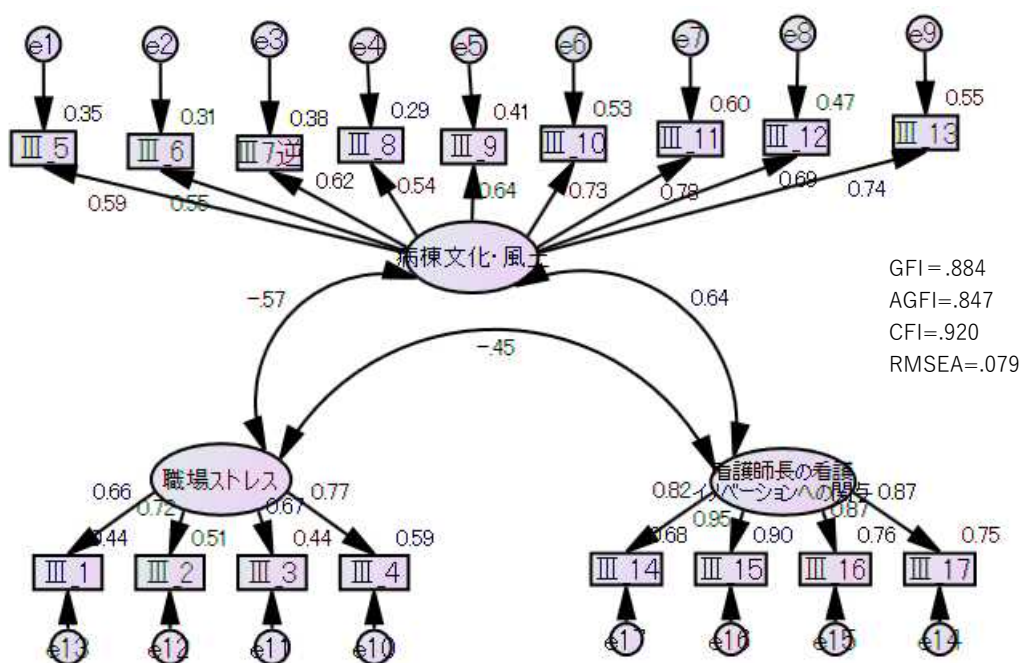 e1 e2 e3 e4 e5 e6 e7 e8 e9
0.35 0.31 0.38 0.29 0.41 0.53 0.60 0.47 0.55
Ⅲ_5 Ⅲ_6 Ⅲ7逆 Ⅲ_8 Ⅲ_9 Ⅲ_10 Ⅲ_11 Ⅲ_12 Ⅲ_13
0.59 0.55 0.62 0.54 0.64 0.73 0.78 0.69 0.74
病棟文化・風土
GFI=.884
AGFI=.847
CFI=.920
RMSEA=.079
-.57 0.64
-.45
職場ストレス
看護師長の看護
イノベーションへの関与
0.66 0.72 0.67 0.77
0.82 0.95 0.87 0.87
0.44 0.51 0.44 0.59
0.68 0.90 0.76 0.75
Ⅲ_1 Ⅲ_2 Ⅲ_3 Ⅲ_4
Ⅲ_14 Ⅲ_15 Ⅲ_16 Ⅲ_17
e13 e12 e11 e10
e17 e16 e15 e14